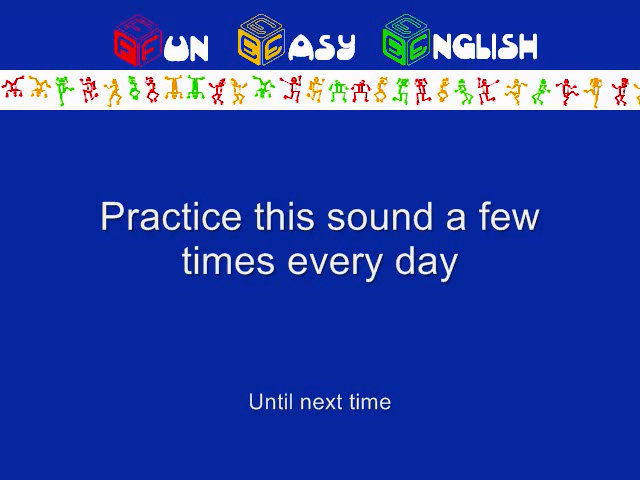 Fun Easy English
Practice this sound a few
times every day
Until next time